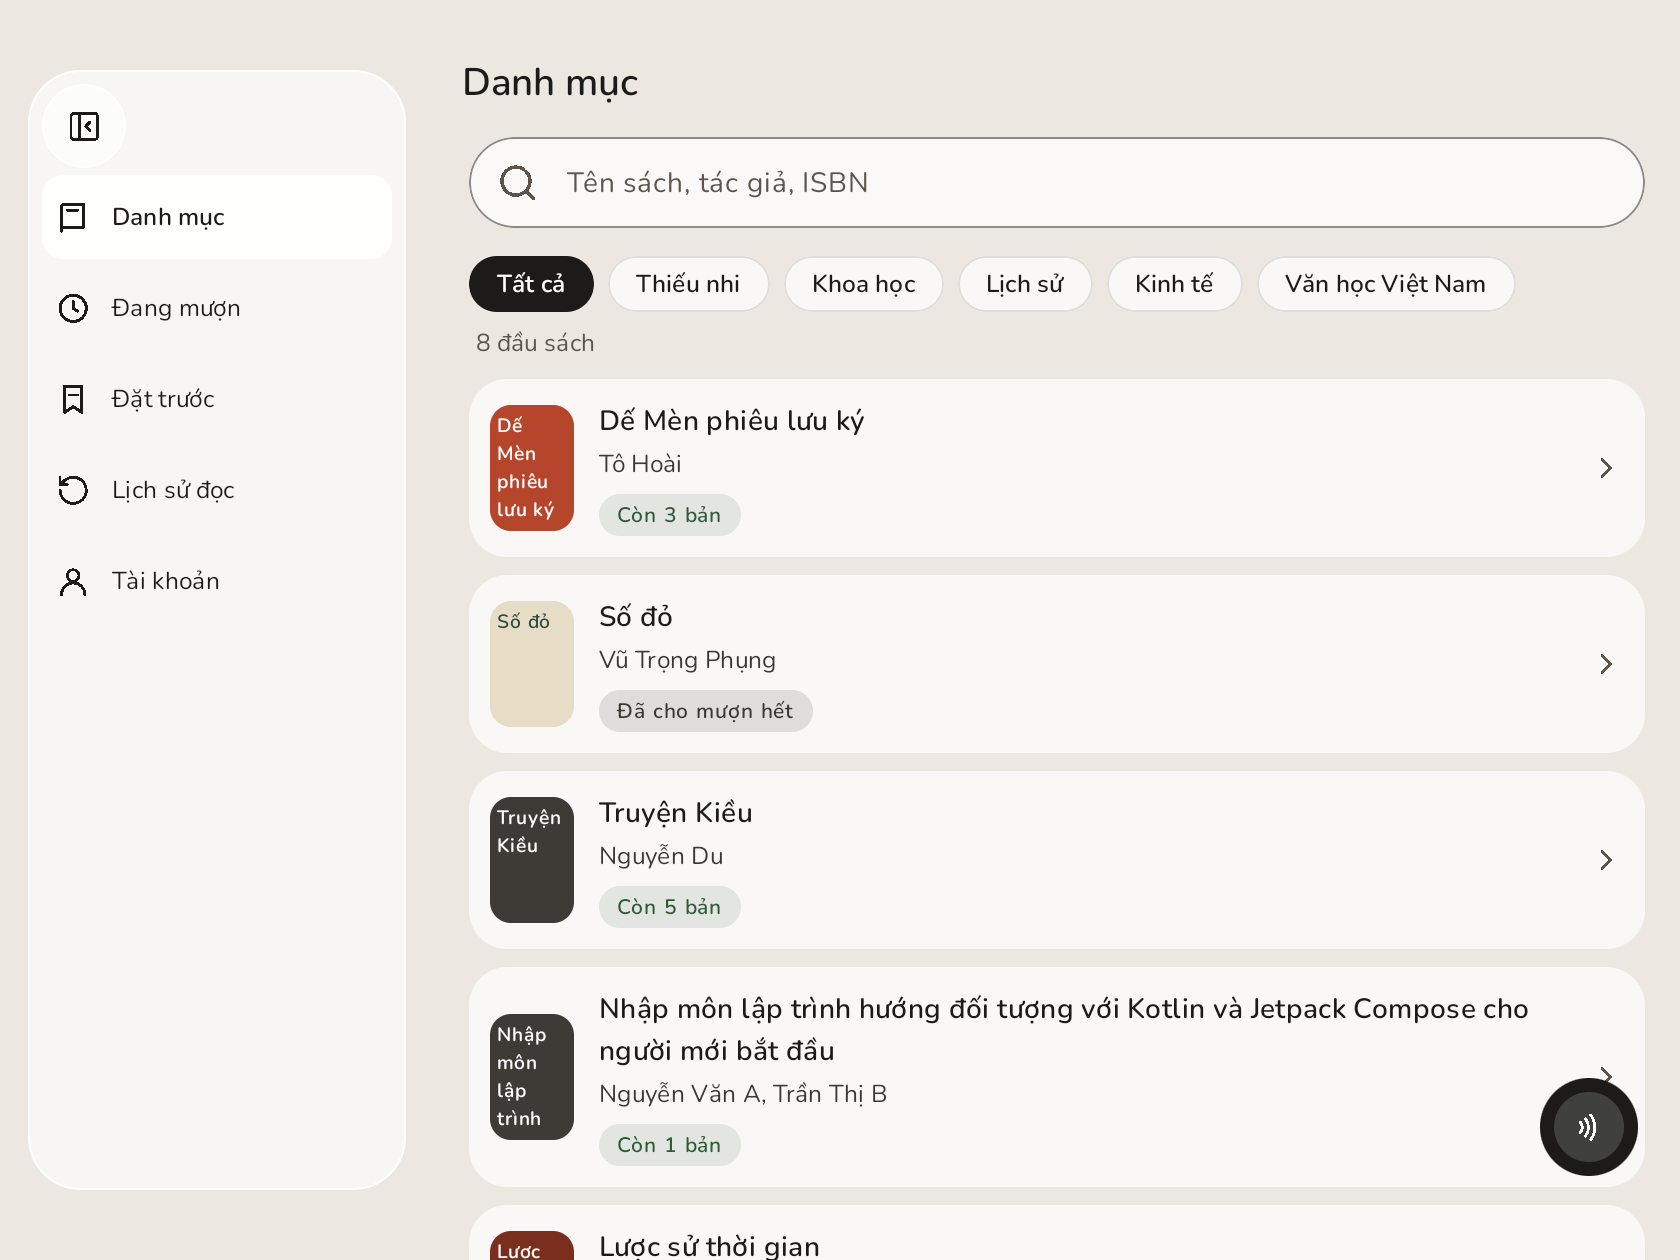 Danh mục
Đang mượn
Đặt trước
Lịch sử đọc
Tài khoản
Danh mục
Tên sách, tác giả, ISBN
Tất cả
Thiếu nhi
Khoa học
Lịch sử
Kinh tế
Văn học Việt Nam
8 đầu sách
Dế
Mèn
phiêu
lưu ký
Dế Mèn phiêu lưu ký
Tô Hoài
Còn 3 bản
Số đỏ
Số đỏ
Vũ Trọng Phụng
Đã cho mượn hết
Truyện
Kiều
Truyện Kiều
Nguyễn Du
Còn 5 bản
Nhập
môn
lập
trình
Nhập môn lập trình hướng đối tượng với Kotlin và Jetpack Compose cho
người mới bắt đầu
Nguyễn Văn A, Trần Thị B
Còn 1 bản
Lược
Lược sử thời gian